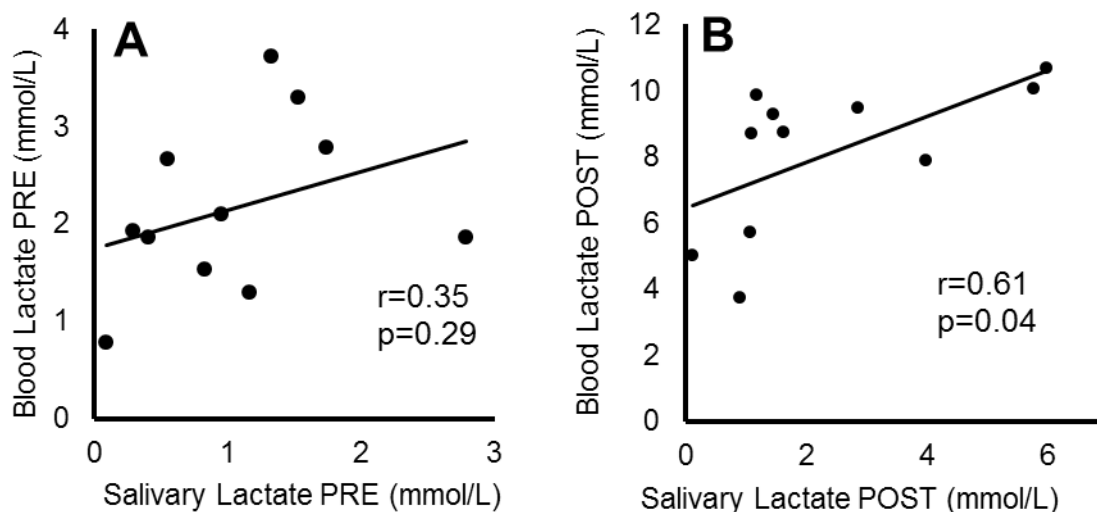 A
Blood Lactate PRE (mmol/L)
4
3
2
1
0
0 1 2 3
Salivary Lactate PRE (mmol/L)
r=0.35
p=0.29
B
Blood Lactate POST (mmol/L)
12
10
8
6
4
2
0
0 2 4 6
Salivary Lactate POST (mmol/L)
r=0.61
p=0.04